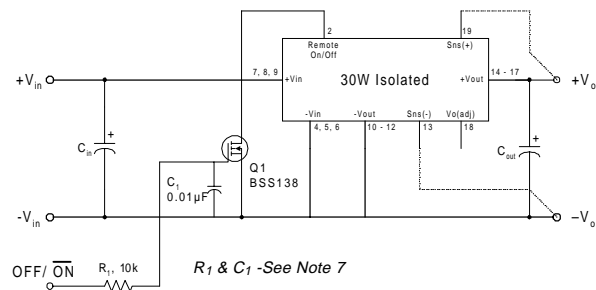 2
19
Remote
On/Off
Sns(+)
+Vin
7, 8, 9
+Vin
30W Isolated
+Vout
14 - 17
+Vo
-Vin
-Vout
Sns(-)
Vo(adj)
4, 5, 6
10 - 12
13
18
+
Cin
Q1
BSS138
C1
0.01µF
+
Cout
-Vin
–Vo
OFF/ ON
R1, 10k
R1 & C1 -See Note 7